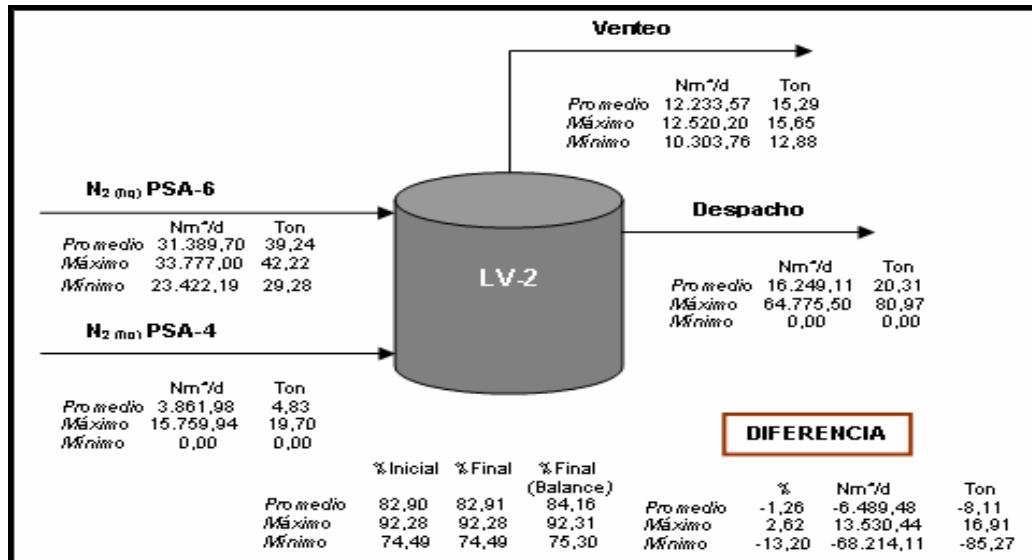 Venteo
Nm³/d Ton
Promedio 12.233,57 15,29
Máximo 12.520,20 15,65
Mínimo 10.303,76 12,88
N₂ (liq) PSA-6
Nm³/d Ton
Promedio 31.389,70 39,24
Máximo 33.777,00 42,22
Mínimo 23.422,19 29,28
LV-2
Despacho
Nm³/d Ton
Promedio 16.249,11 20,31
Máximo 64.775,50 80,97
Mínimo 0,00 0,00
N₂ (liq) PSA-4
Nm³/d Ton
Promedio 3.861,98 4,83
Máximo 15.759,94 19,70
Mínimo 0,00 0,00
DIFERENCIA
% Inicial % Final % Final
(Balance)
Promedio 82,90 82,91 84,16
Máximo 92,28 92,28 92,31
Mínimo 74,49 74,49 75,30
% Nm³/d Ton
Promedio -1,26 -6.489,48 -8,11
Máximo 2,62 13.530,44 16,91
Mínimo -13,20 -68.214,11 -85,27